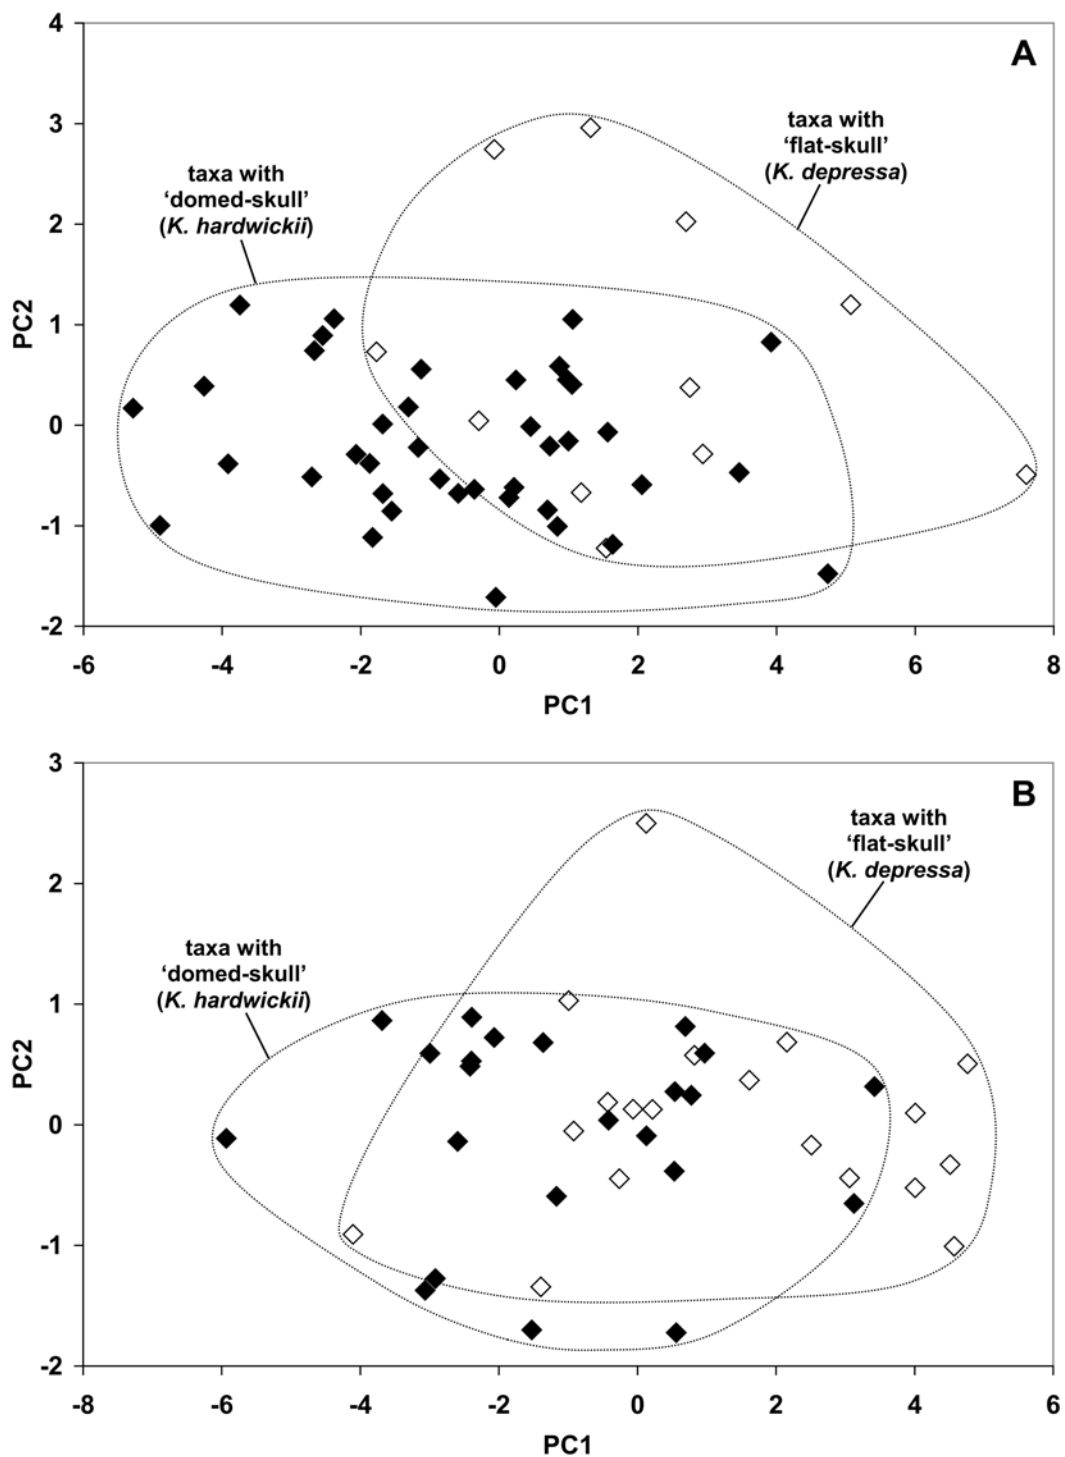 A
4
3
2
1
0
-1
-2
PC2
taxa with
‘domed-skull’
(K. hardwickii)
taxa with
‘flat-skull’
(K. depressa)
-6 -4 -2 0 2 4 6 8
PC1
B
3
2
1
0
-1
-2
PC2
taxa with
‘flat-skull’
(K. depressa)
taxa with
‘domed-skull’
(K. hardwickii)
-8 -6 -4 -2 0 2 4 6
PC1